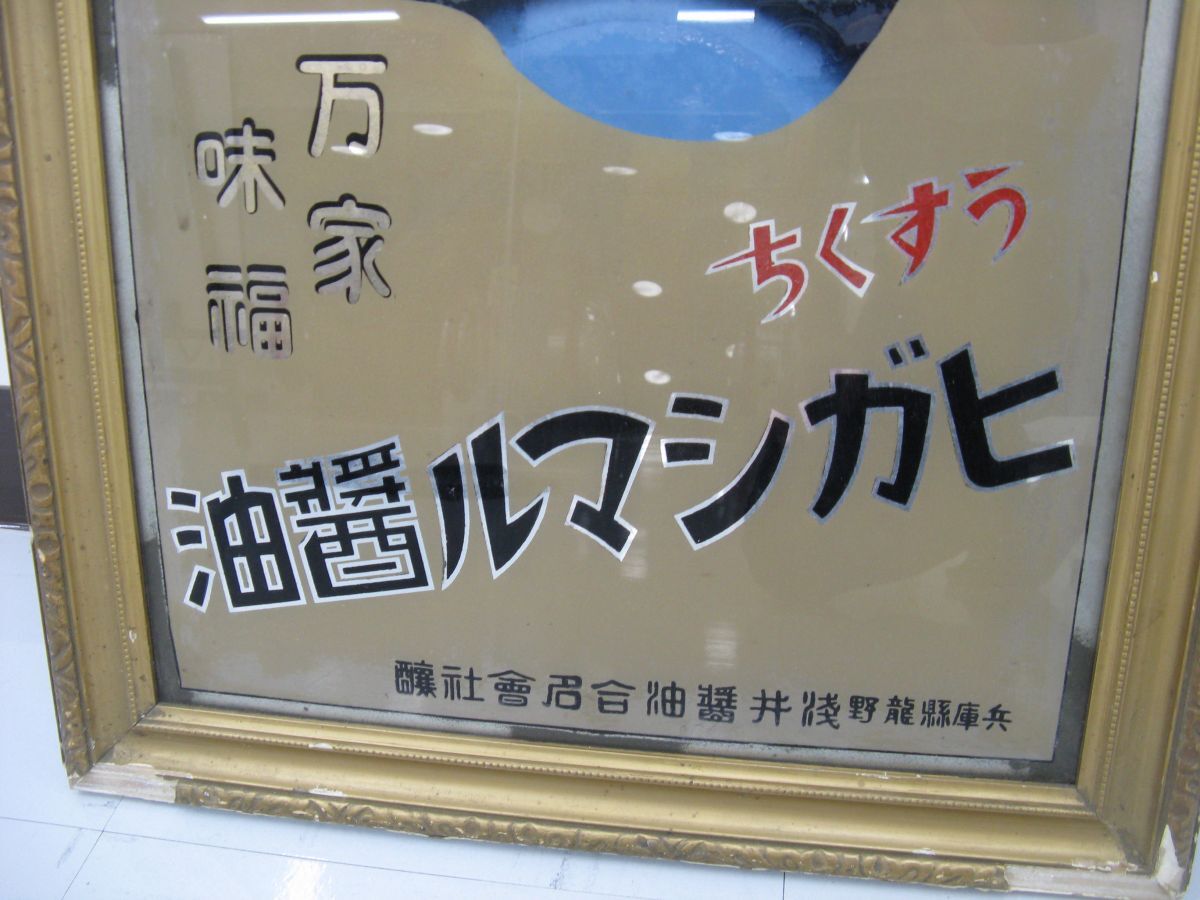 万家
福味
うすくち
ヒガシマル醤油
兵庫縣龍野淺井醤油合名會社釀